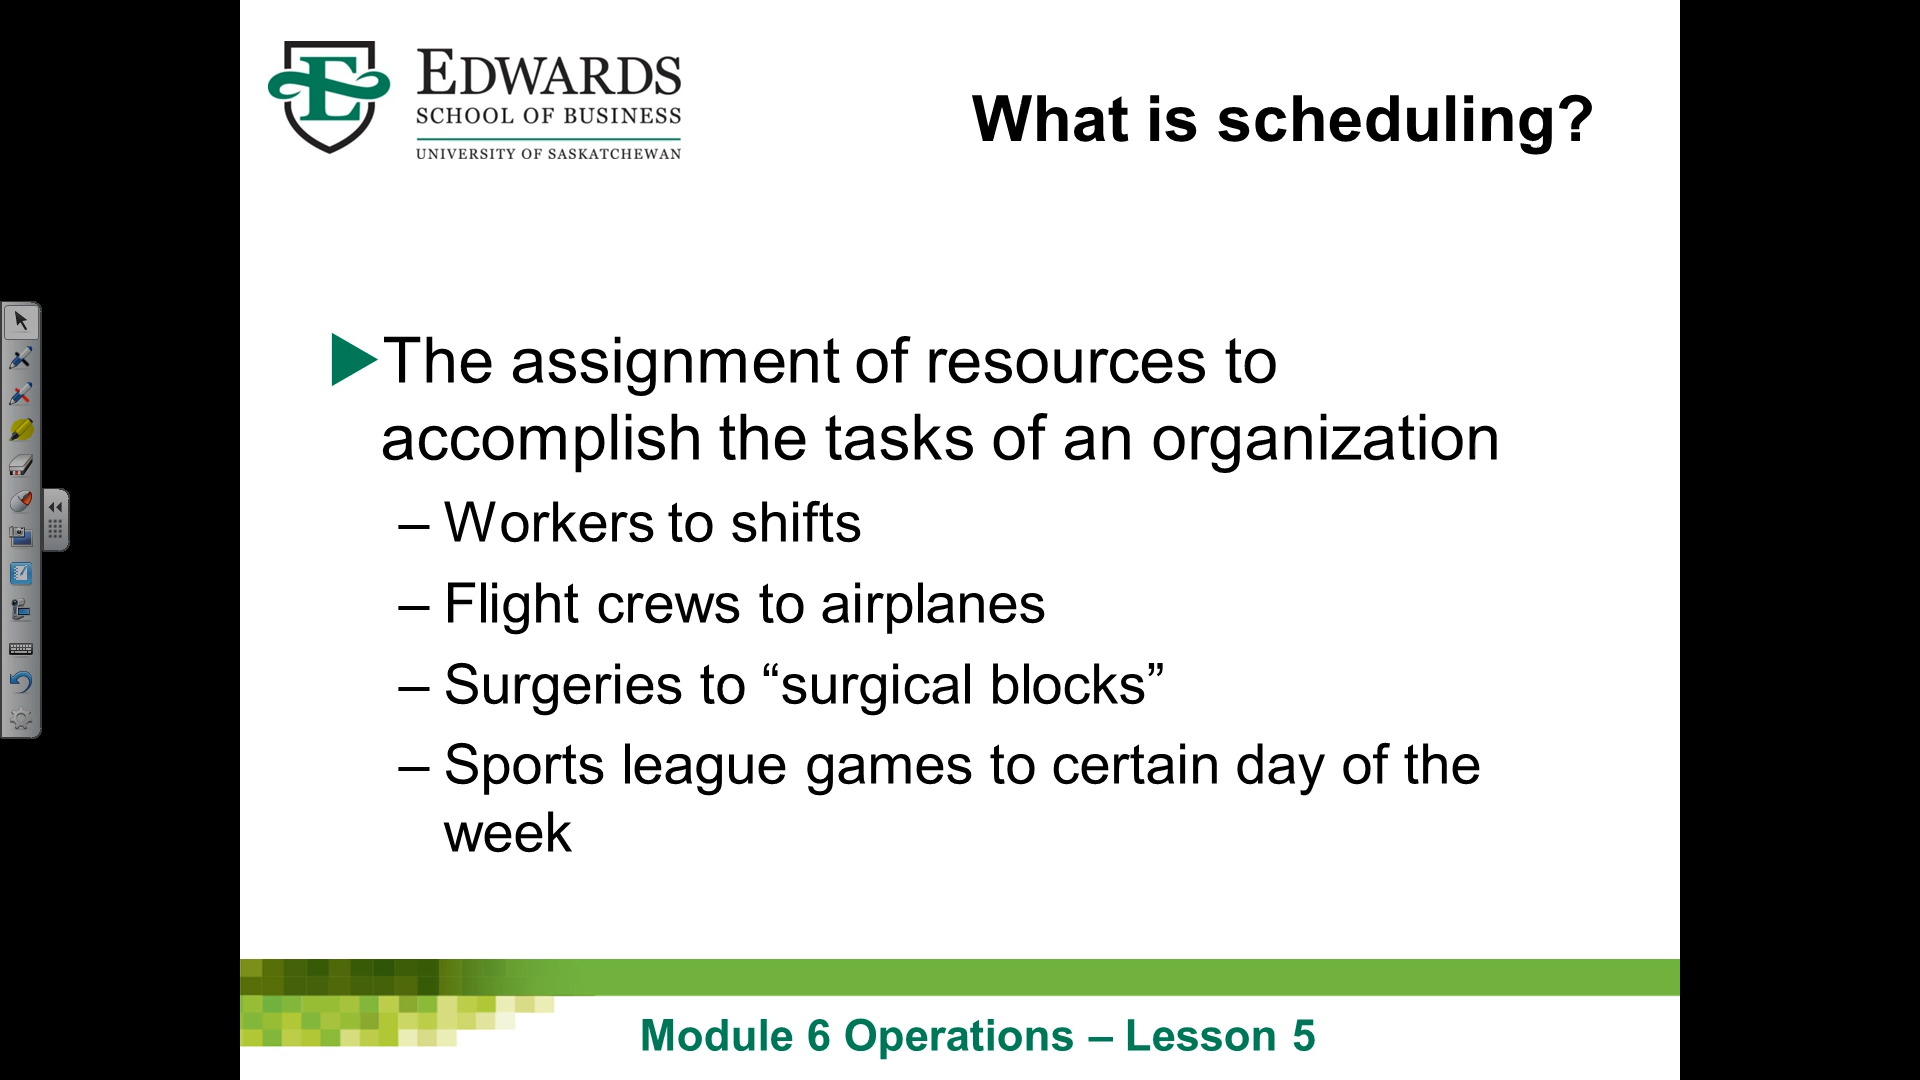 EDWARDS
SCHOOL OF BUSINESS
UNIVERSITY OF SASKATCHEWAN
What is scheduling?
The assignment of resources to
accomplish the tasks of an organization
– Workers to shifts
– Flight crews to airplanes
– Surgeries to “surgical blocks”
– Sports league games to certain day of the
week
Module 6 Operations – Lesson 5